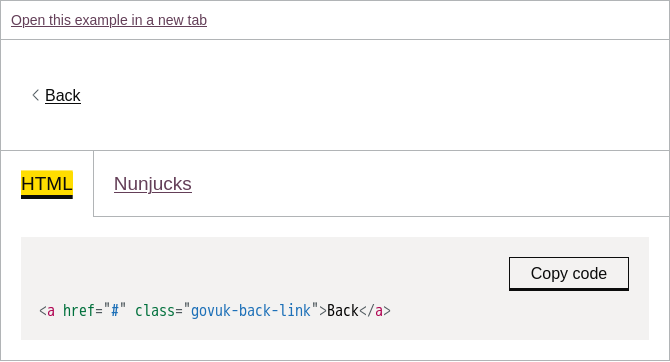 Open this example in a new tab
Back
HTML Nunjucks
Copy code
<a href="#" class="govuk-back-link">Back</a>